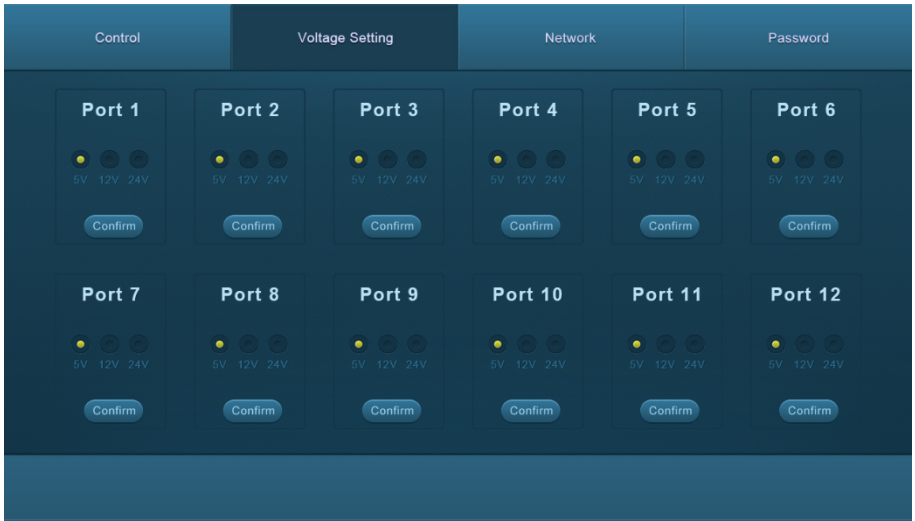 Control Voltage Setting Network Password
Port 1 Port 2 Port 3 Port 4 Port 5 Port 6
5V 12V 24V 5V 12V 24V 5V 12V 24V 5V 12V 24V 5V 12V 24V 5V 12V 24V
Confirm Confirm Confirm Confirm Confirm Confirm
Port 7 Port 8 Port 9 Port 10 Port 11 Port 12
5V 12V 24V 5V 12V 24V 5V 12V 24V 5V 12V 24V 5V 12V 24V 5V 12V 24V
Confirm Confirm Confirm Confirm Confirm Confirm